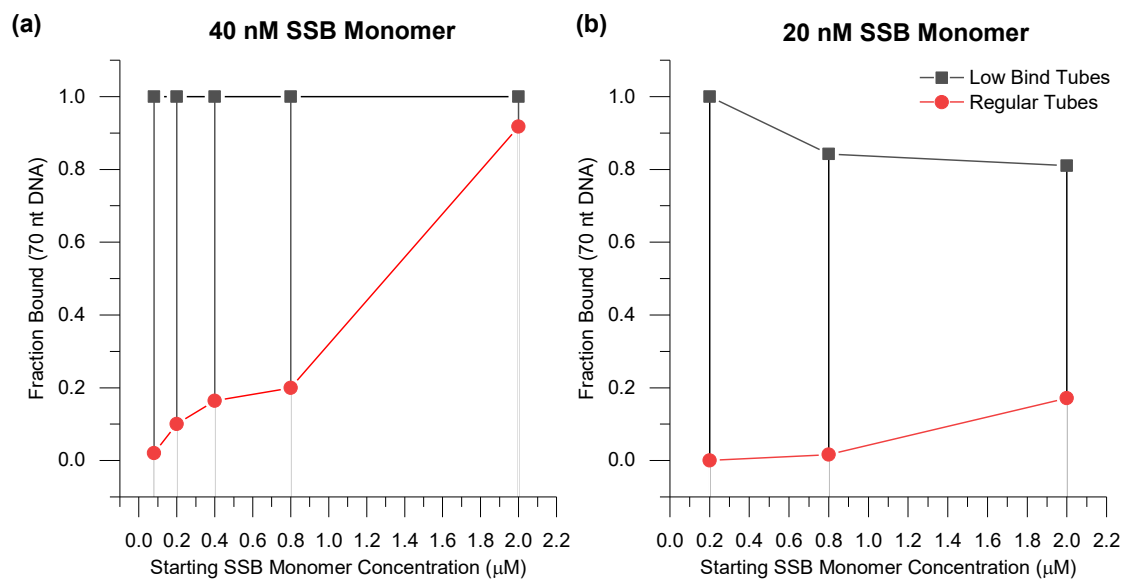 (a)
40 nM SSB Monomer
Fraction Bound (70 nt DNA)
1.0
0.8
0.6
0.4
0.2
0.0
0.0 0.2 0.4 0.6 0.8 1.0 1.2 1.4 1.6 1.8 2.0 2.2
Starting SSB Monomer Concentration (μM)
(b)
20 nM SSB Monomer
Low Bind Tubes
Regular Tubes
Fraction Bound (70 nt DNA)
1.0
0.8
0.6
0.4
0.2
0.0
0.0 0.2 0.4 0.6 0.8 1.0 1.2 1.4 1.6 1.8 2.0 2.2
Starting SSB Monomer Concentration (μM)